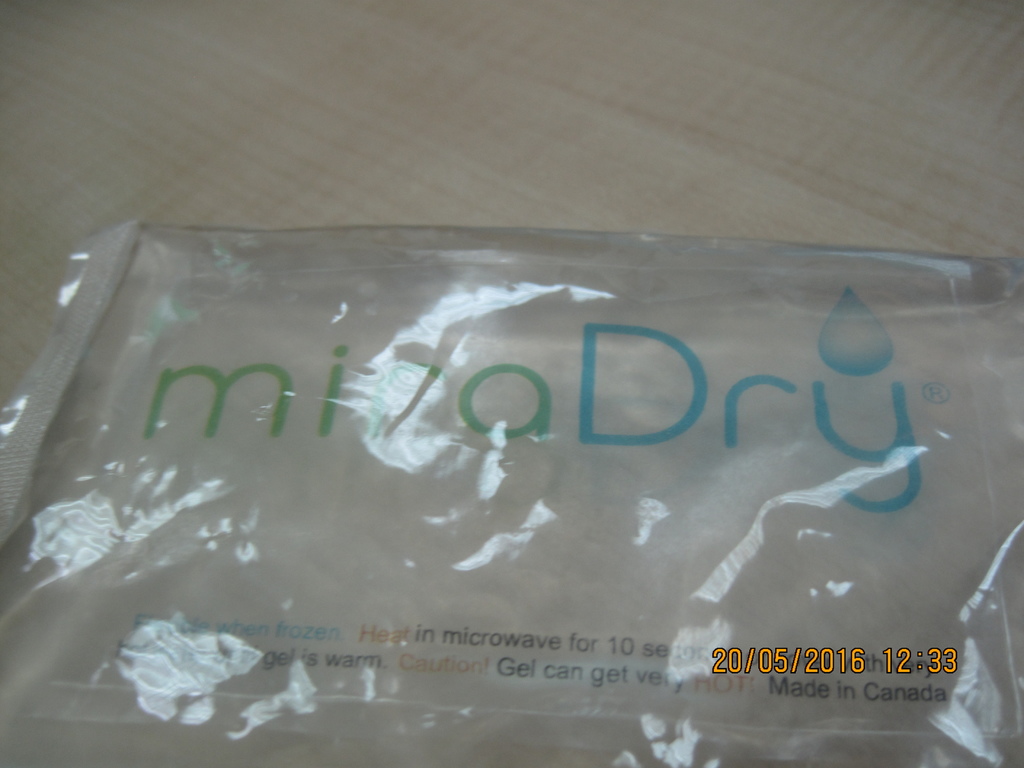 miraDry®
when frozen. Heat in microwave for 10
gel is warm. Caution! Gel can get very HOT! Made in Canada
20/05/2016 12:33